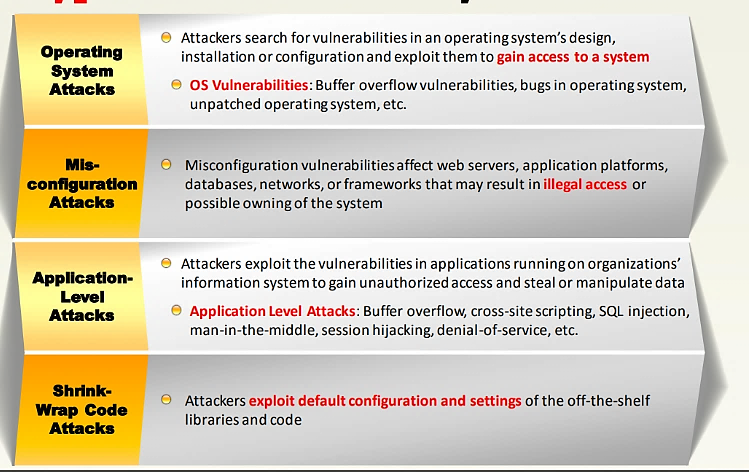 Operating
System
Attacks
Attackers search for vulnerabilities in an operating system's design,
installation or configuration and exploit them to gain access to a system
OS Vulnerabilities: Buffer overflow vulnerabilities, bugs in operating system,
unpatched operating system, etc.
Mis-
configuration
Attacks
Misconfiguration vulnerabilities affect web servers, application platforms,
databases, networks, or frameworks that may result in illegal access or
possible owning of the system
Application-
Level
Attacks
Attackers exploit the vulnerabilities in applications running on organizations'
information system to gain unauthorized access and steal or manipulate data
Application Level Attacks: Buffer overflow, cross-site scripting, SQL injection,
man-in-the-middle, session hijacking, denial-of-service, etc.
Shrink-
Wrap Code
Attacks
Attackers exploit default configuration and settings of the off-the-shelf
libraries and code